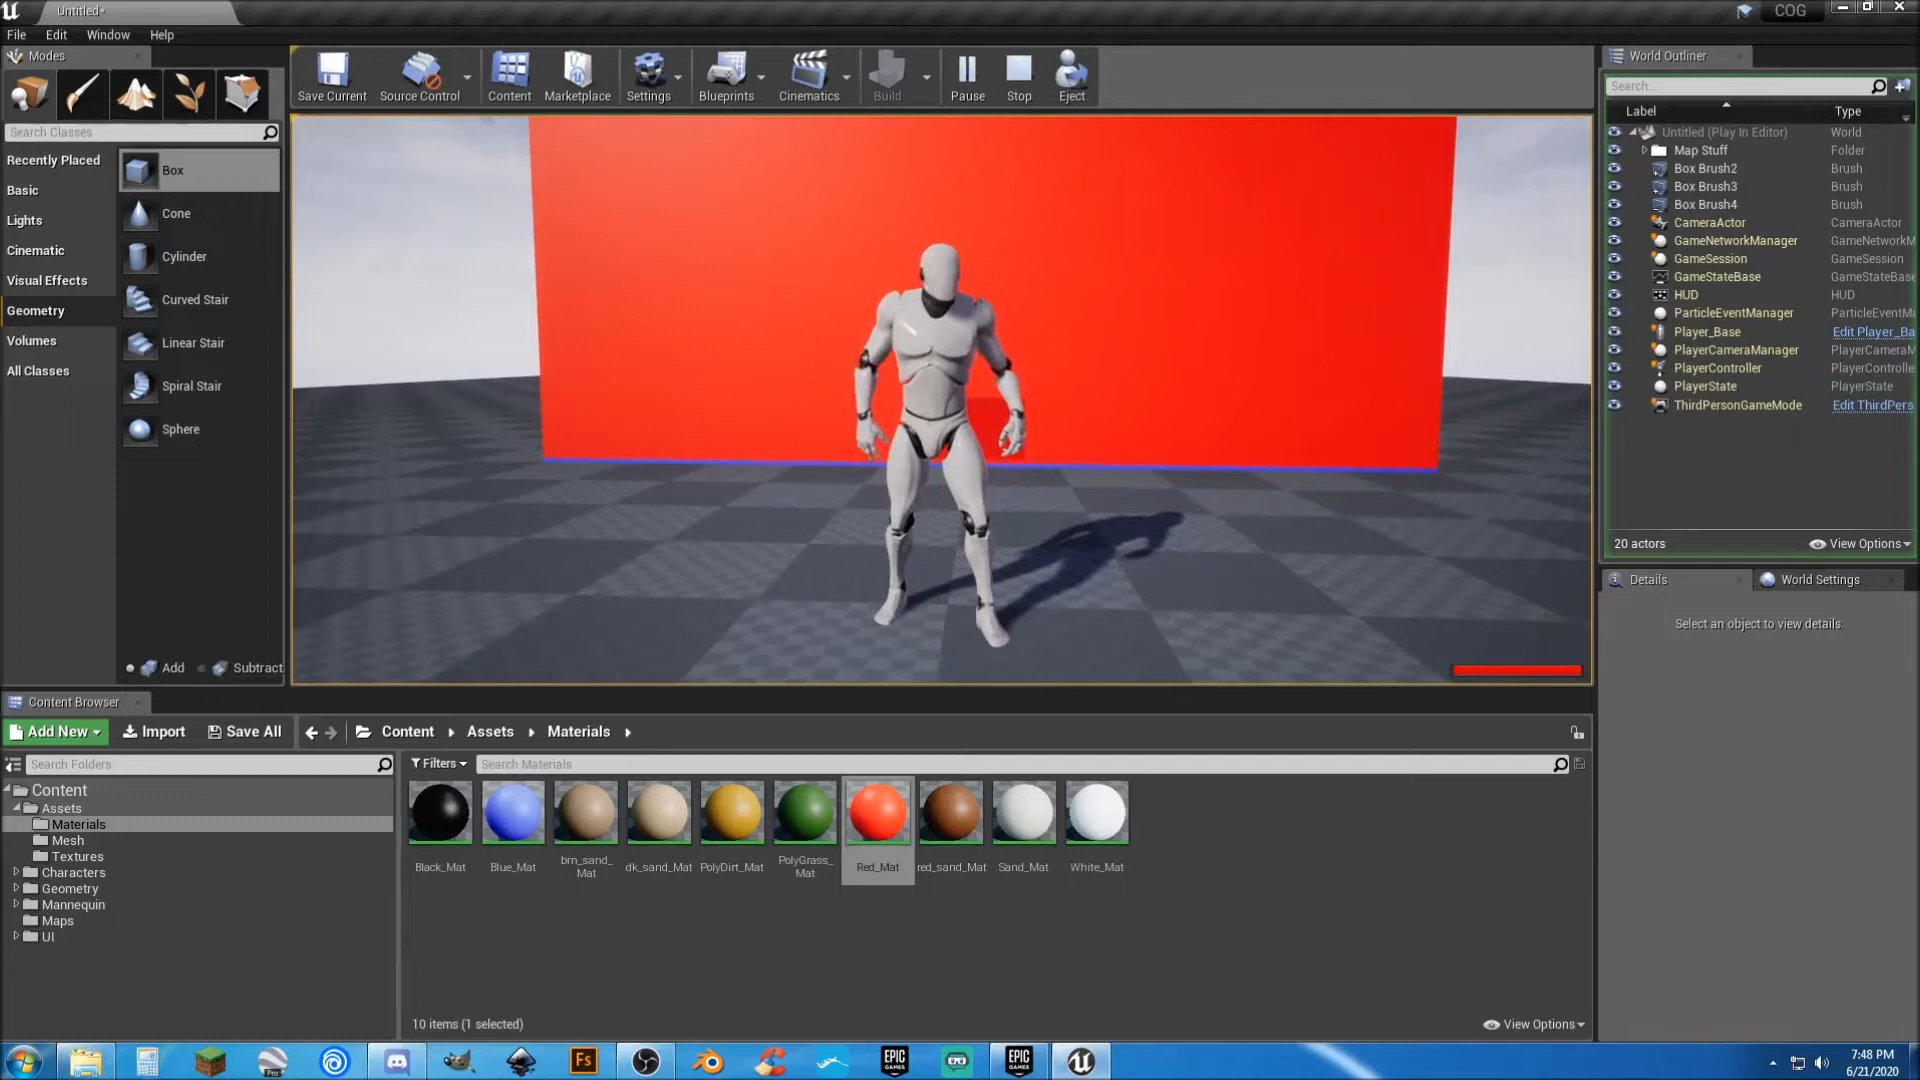 Untitled*
COG
File Edit Window Help
Modes
Save Current Source Control Content Marketplace Settings Blueprints Cinematics Build Pause Stop Eject
Search Classes
Recently Placed
Basic
Lights
Cinematic
Visual Effects
Geometry
Volumes
All Classes
Box
Cone
Cylinder
Curved Stair
Linear Stair
Spiral Stair
Sphere
Add Subtract
World Outliner
Search...
Label Type
Untitled (Play In Editor) World
Map Stuff Folder
Box Brush2 Brush
Box Brush3 Brush
Box Brush4 Brush
CameraActor CameraActor
GameNetworkManager GameNetworkM
GameSession GameSession
GameStateBase GameStateBase
HUD HUD
ParticleEventManager ParticleEventM
Player_Base Edit Player_Ba
PlayerCameraManager PlayerCameraM
PlayerController PlayerControlle
PlayerState PlayerState
ThirdPersonGameMode Edit ThirdPers
20 actors View Options
Details World Settings
Select an object to view details.
Content Browser
Add New Import Save All Content Assets Materials
Search Folders
Filters Search Materials
Content
Assets
Materials
Mesh
Textures
Characters
Geometry
Mannequin
Maps
UI
Black_Mat Blue_Mat brn_sand_Mat dk_sand_Mat PolyDirt_Mat PolyGrass_Mat Red_Mat red_sand_Mat Sand_Mat White_Mat
10 items (1 selected) View Options
Pro
Fs
EPIC GAMES
EPIC GAMES
7:48 PM
6/21/2020